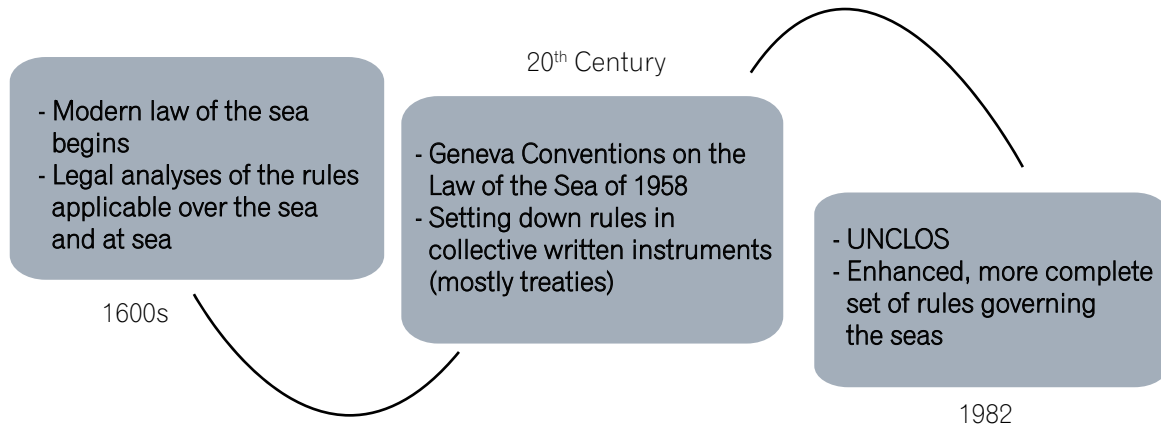 - Modern law of the sea
begins
- Legal analyses of the rules
applicable over the sea
and at sea
1600s
20th Century
- Geneva Conventions on the
Law of the Sea of 1958
- Setting down rules in
collective written instruments
(mostly treaties)
- UNCLOS
- Enhanced, more complete
set of rules governing
the seas
1982